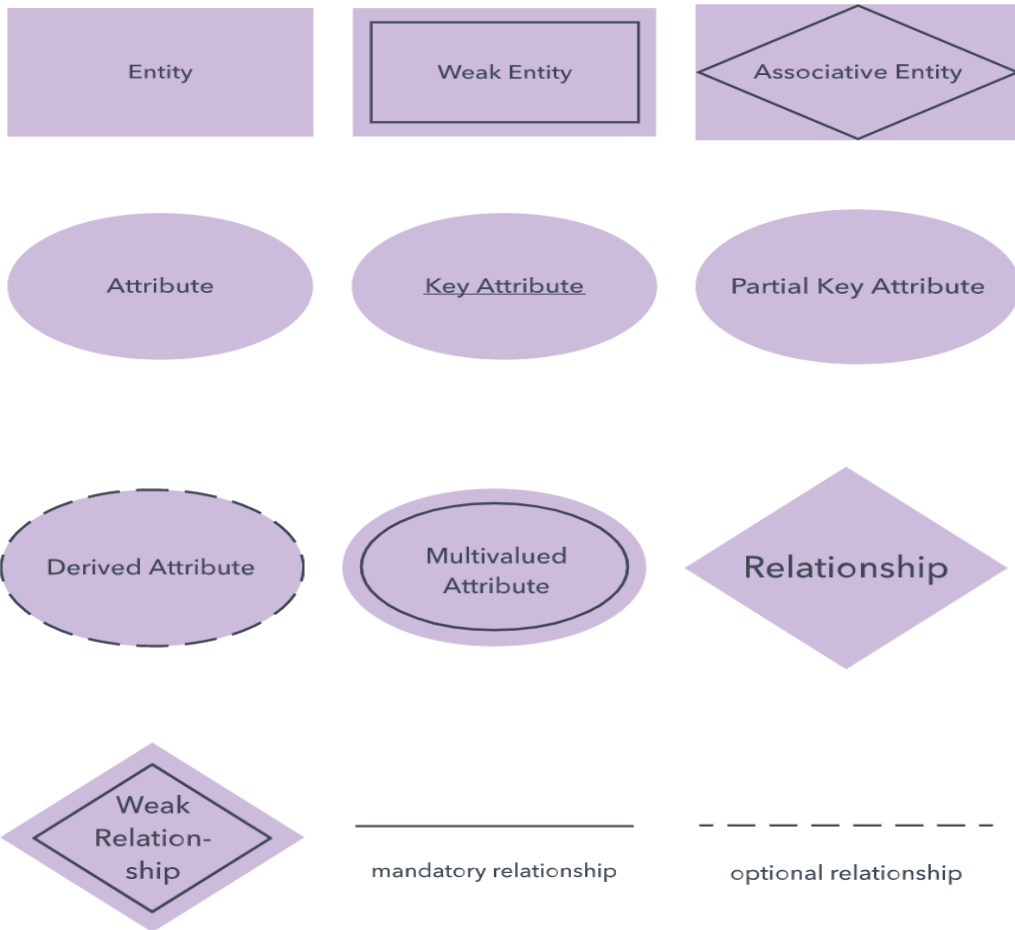 Entity
Weak Entity
Associative Entity
Attribute
Key Attribute
Partial Key Attribute
Derived Attribute
Multivalued
Attribute
Relationship
Weak
Relation-
ship
mandatory relationship
optional relationship